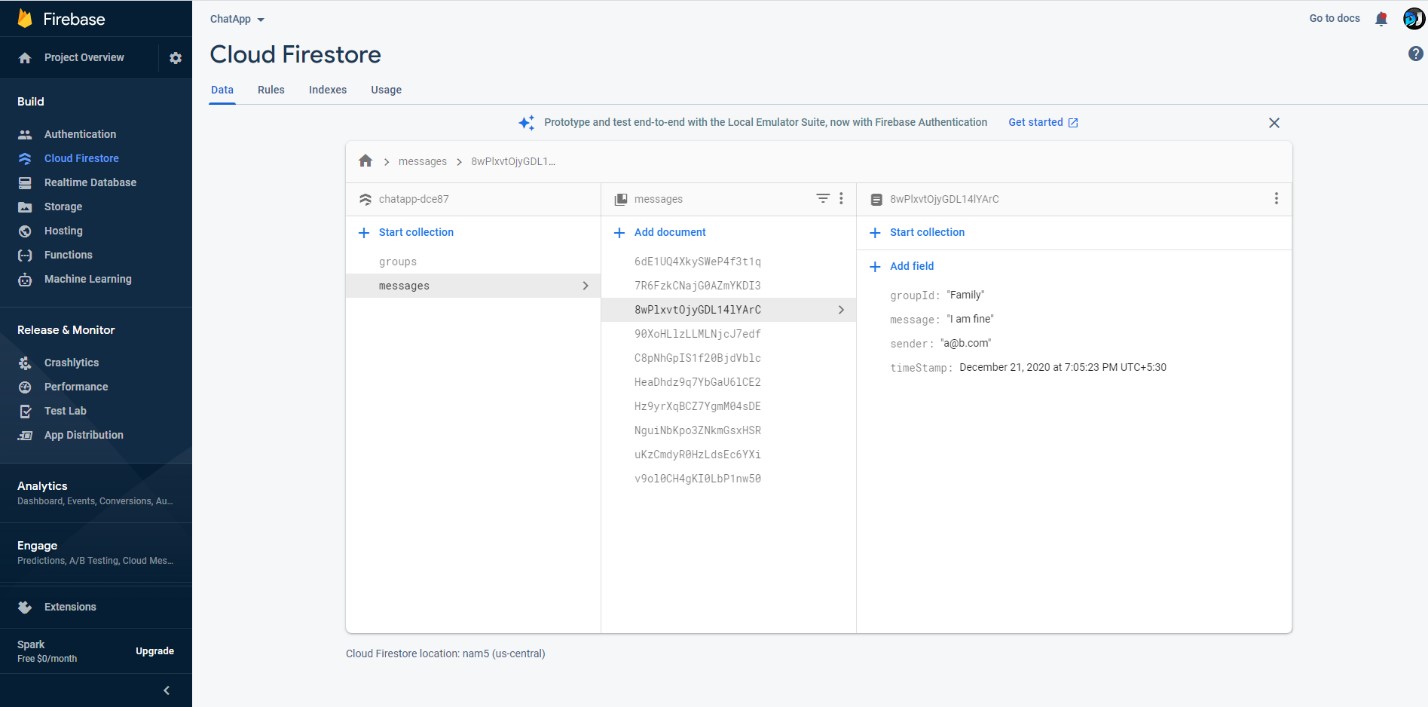 Firebase
Project Overview
Build
Authentication
Cloud Firestore
Realtime Database
Storage
Hosting
Functions
Machine Learning
Release & Monitor
Crashlytics
Performance
Test Lab
App Distribution
Analytics
Dashboard, Events, Conversions, Au...
Engage
Predictions, A/B Testing, Cloud Mes...
Extensions
Spark
Free $0/month
Upgrade
ChatApp
Go to docs
Cloud Firestore
Data Rules Indexes Usage
Prototype and test end-to-end with the Local Emulator Suite, now with Firebase Authentication Get started
messages 8wPlxvtOjyGDL1...
chatapp-dce87
Start collection
groups
messages
messages
Add document
6dE1UQ4XkySWeP4f3t1q
7R6FzkCNajG0AZmYKDI3
8wPlxvtOjyGDL14lYArC
90XoHLlzLLMLNjcJ7edf
C8pNhGpIS1f20BjdVblc
HeaDhdz9q7YbGaU6lCE2
Hz9yrXqBCZ7YgmM04sDE
NguiNbKpo3ZNkmGsxHSR
uKzCmdyR0HzLdsEc6YXi
v9ol0CH4gKI0LbP1nw50
8wPlxvtOjyGDL14lYArC
Start collection
Add field
groupId: "Family"
message: "I am fine"
sender: "a@b.com"
timeStamp: December 21, 2020 at 7:05:23 PM UTC+5:30
Cloud Firestore location: nam5 (us-central)